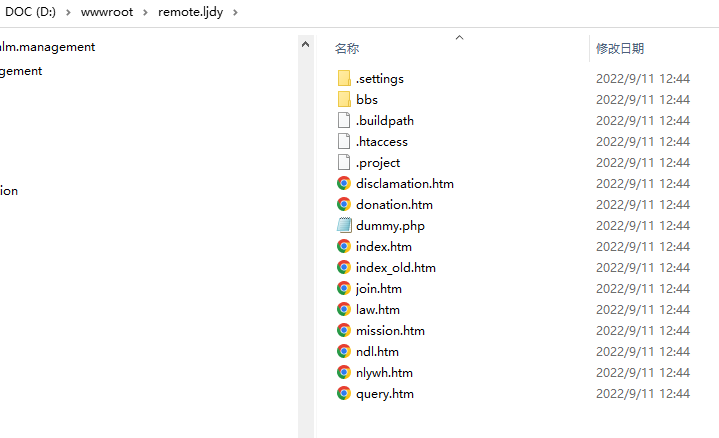 DOC (D:) > wwwroot > remote.ljdy >
alm.management
gement
ion
名称 修改日期
.settings 2022/9/11 12:44
bbs 2022/9/11 12:44
.buildpath 2022/9/11 12:44
.htaccess 2022/9/11 12:44
.project 2022/9/11 12:44
disclamation.htm 2022/9/11 12:44
donation.htm 2022/9/11 12:44
dummy.php 2022/9/11 12:44
index.htm 2022/9/11 12:44
index_old.htm 2022/9/11 12:44
join.htm 2022/9/11 12:44
law.htm 2022/9/11 12:44
mission.htm 2022/9/11 12:44
ndl.htm 2022/9/11 12:44
nlywh.htm 2022/9/11 12:44
query.htm 2022/9/11 12:44